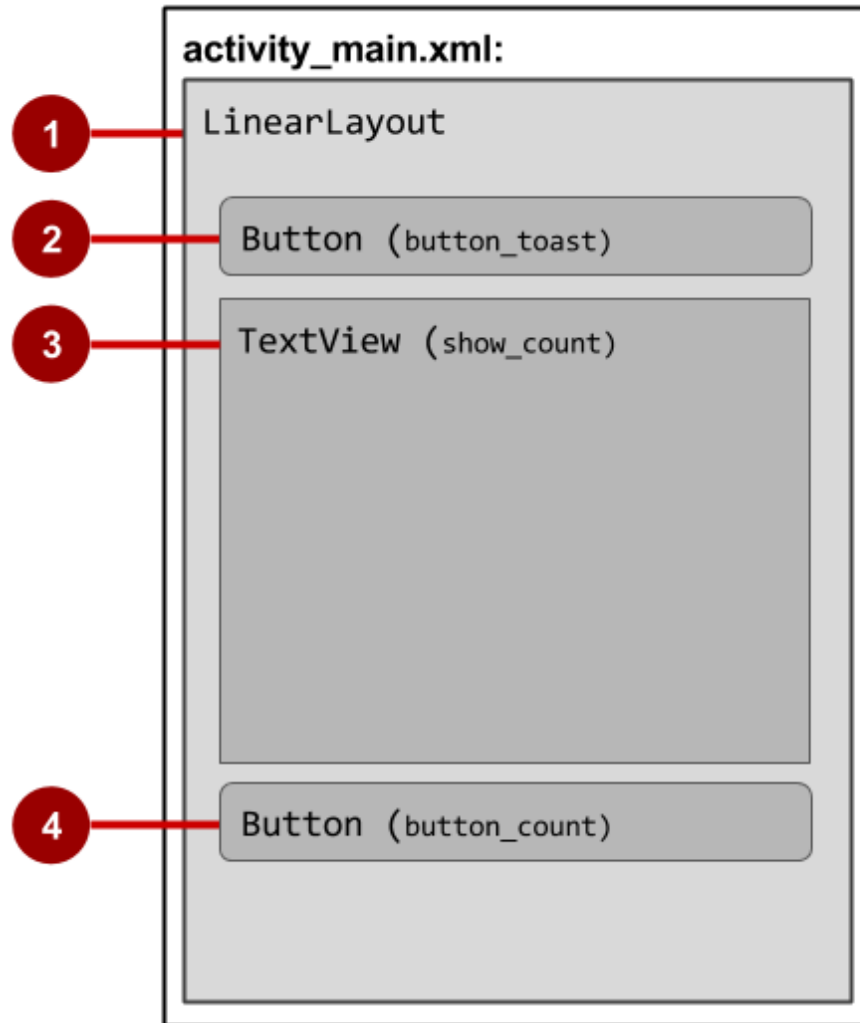 activity_main.xml:
1
LinearLayout
2
Button (button_toast)
3
TextView (show_count)
4
Button (button_count)